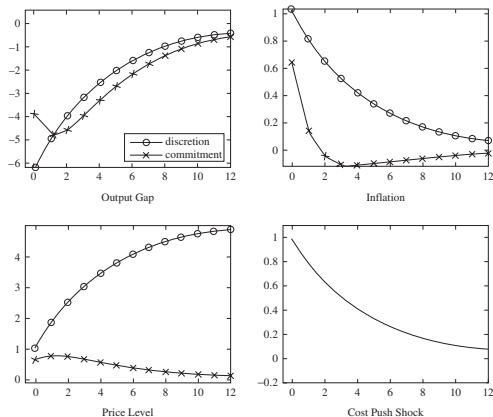 0
−1
−2
−3
−4
−5
−6
discretion
commitment
0 2 4 6 8 10 12
Output Gap
1
0.8
0.6
0.4
0.2
0
0 2 4 6 8 10 12
Inflation
4
3
2
1
0
0 2 4 6 8 10 12
Price Level
1
0.8
0.6
0.4
0.2
0
−0.2
0 2 4 6 8 10 12
Cost Push Shock